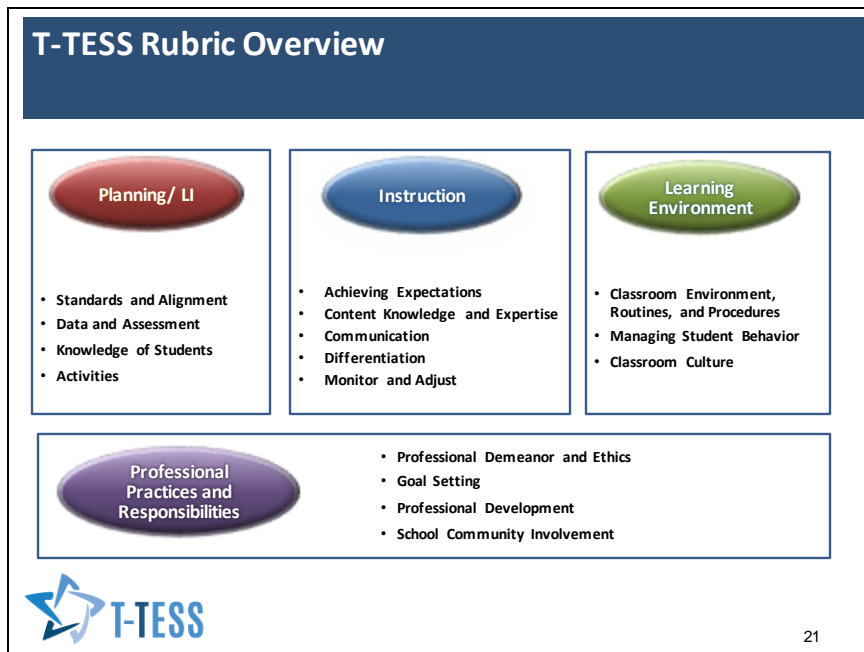 T-TESS Rubric Overview
Planning/ LI
• Standards and Alignment
• Data and Assessment
• Knowledge of Students
• Activities
Instruction
• Achieving Expectations
• Content Knowledge and Expertise
• Communication
• Differentiation
• Monitor and Adjust
Learning
Environment
• Classroom Environment,
Routines, and Procedures
• Managing Student Behavior
• Classroom Culture
Professional
Practices and
Responsibilities
• Professional Demeanor and Ethics
• Goal Setting
• Professional Development
• School Community Involvement
T-TESS
21